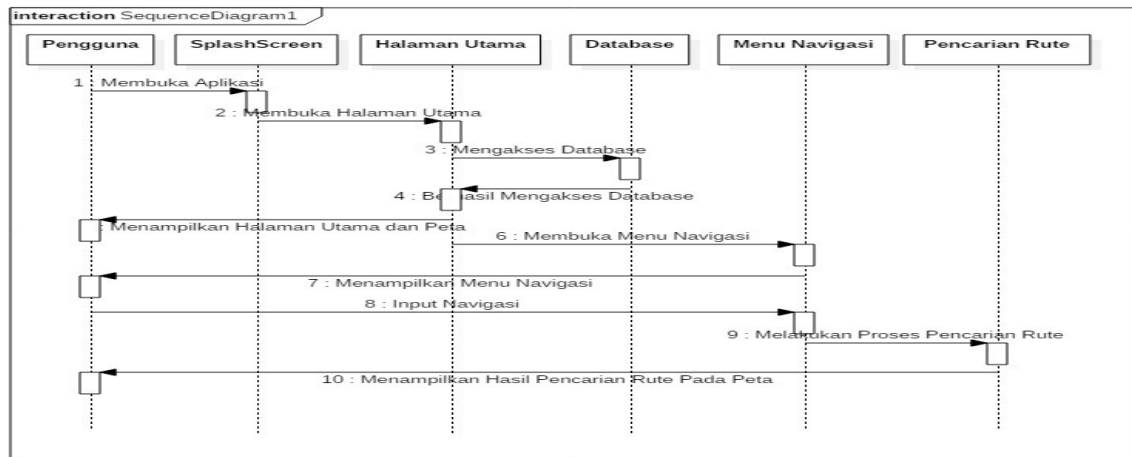 interaction SequenceDiagram1
Pengguna
SplashScreen
Halaman Utama
Database
Menu Navigasi
Pencarian Rute
1 : Membuka Aplikasi
2 : Membuka Halaman Utama
3 : Mengakses Database
4 : Berhasil Mengakses Database
: Menampilkan Halaman Utama dan Peta
6 : Membuka Menu Navigasi
7 : Menampilkan Menu Navigasi
8 : Input Navigasi
9 : Melakukan Proses Pencarian Rute
10 : Menampilkan Hasil Pencarian Rute Pada Peta